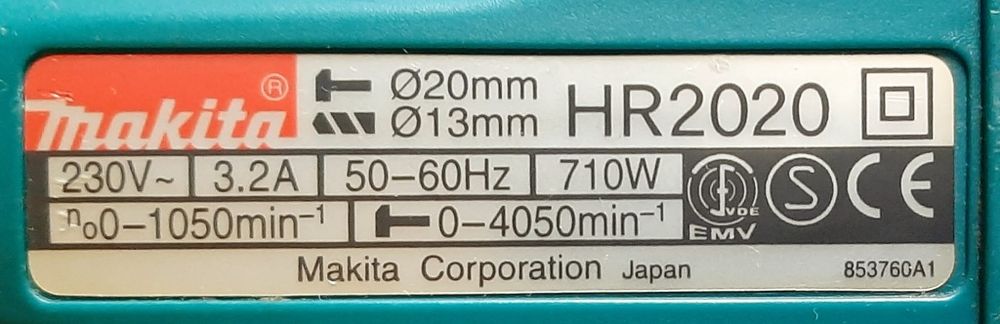 makita®
Ø20mm
Ø13mm
HR2020
230V~ 3.2A 50-60Hz 710W
n₀0-1050min⁻¹ 0-4050min⁻¹
VDE
EMV
S
CE
Makita Corporation Japan
853760A1